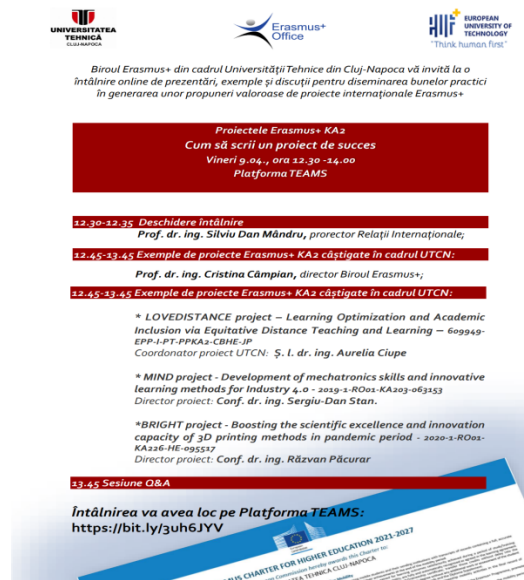 UNIVERSITATEA
TEHNICĂ
CLUJ-NAPOCA
Erasmus+
Office
EUROPEAN
UNIVERSITY OF
TECHNOLOGY
"Think human first"
Biroul Erasmus+ din cadrul Universității Tehnice din Cluj-Napoca vă invită la o
întâlnire online de prezentări, exemple și discuții pentru diseminarea bunelor practici
în generarea unor propuneri valoroase de proiecte internaționale Erasmus+
Proiectele Erasmus+ KA2
Cum să scrii un proiect de succes
Vineri 9.04., ora 12.30 -14.00
Platforma TEAMS
12.30-12.35 Deschidere întâlnire
Prof. dr. ing. Silviu Dan Mândru, prorector Relații Internaționale;
12.45-13.45 Exemple de proiecte Erasmus+ KA2 câștigate în cadrul UTCN:
Prof. dr. ing. Cristina Câmpian, director Biroul Erasmus+;
12.45-13.45 Exemple de proiecte Erasmus+ KA2 câștigate în cadrul UTCN:
* LOVEDISTANCE project – Learning Optimization and Academic
Inclusion via Equitative Distance Teaching and Learning – 609949-
EPP-I-PT-PPKA2-CBHE-JP
Coordonator proiect UTCN: Ș. l. dr. ing. Aurelia Ciupe
* MIND project - Development of mechatronics skills and innovative
learning methods for Industry 4.0 - 2019-1-RO01-KA203-063153
Director proiect: Conf. dr. ing. Sergiu-Dan Stan.
*BRIGHT project - Boosting the scientific excellence and innovation
capacity of 3D printing methods in pandemic period - 2020-1-RO01-
KA226-HE-095517
Director proiect: Conf. dr. ing. Răzvan Păcurar
13.45 Sesiune Q&A
Întâlnirea va avea loc pe Platforma TEAMS:
https://bit.ly/3uh6JYV
MUS CHARTER FOR HIGHER EDUCATION 2021-2027
Commission hereby awards this Charter to:
TEA TEHNICA CLUJ-NAPOCA